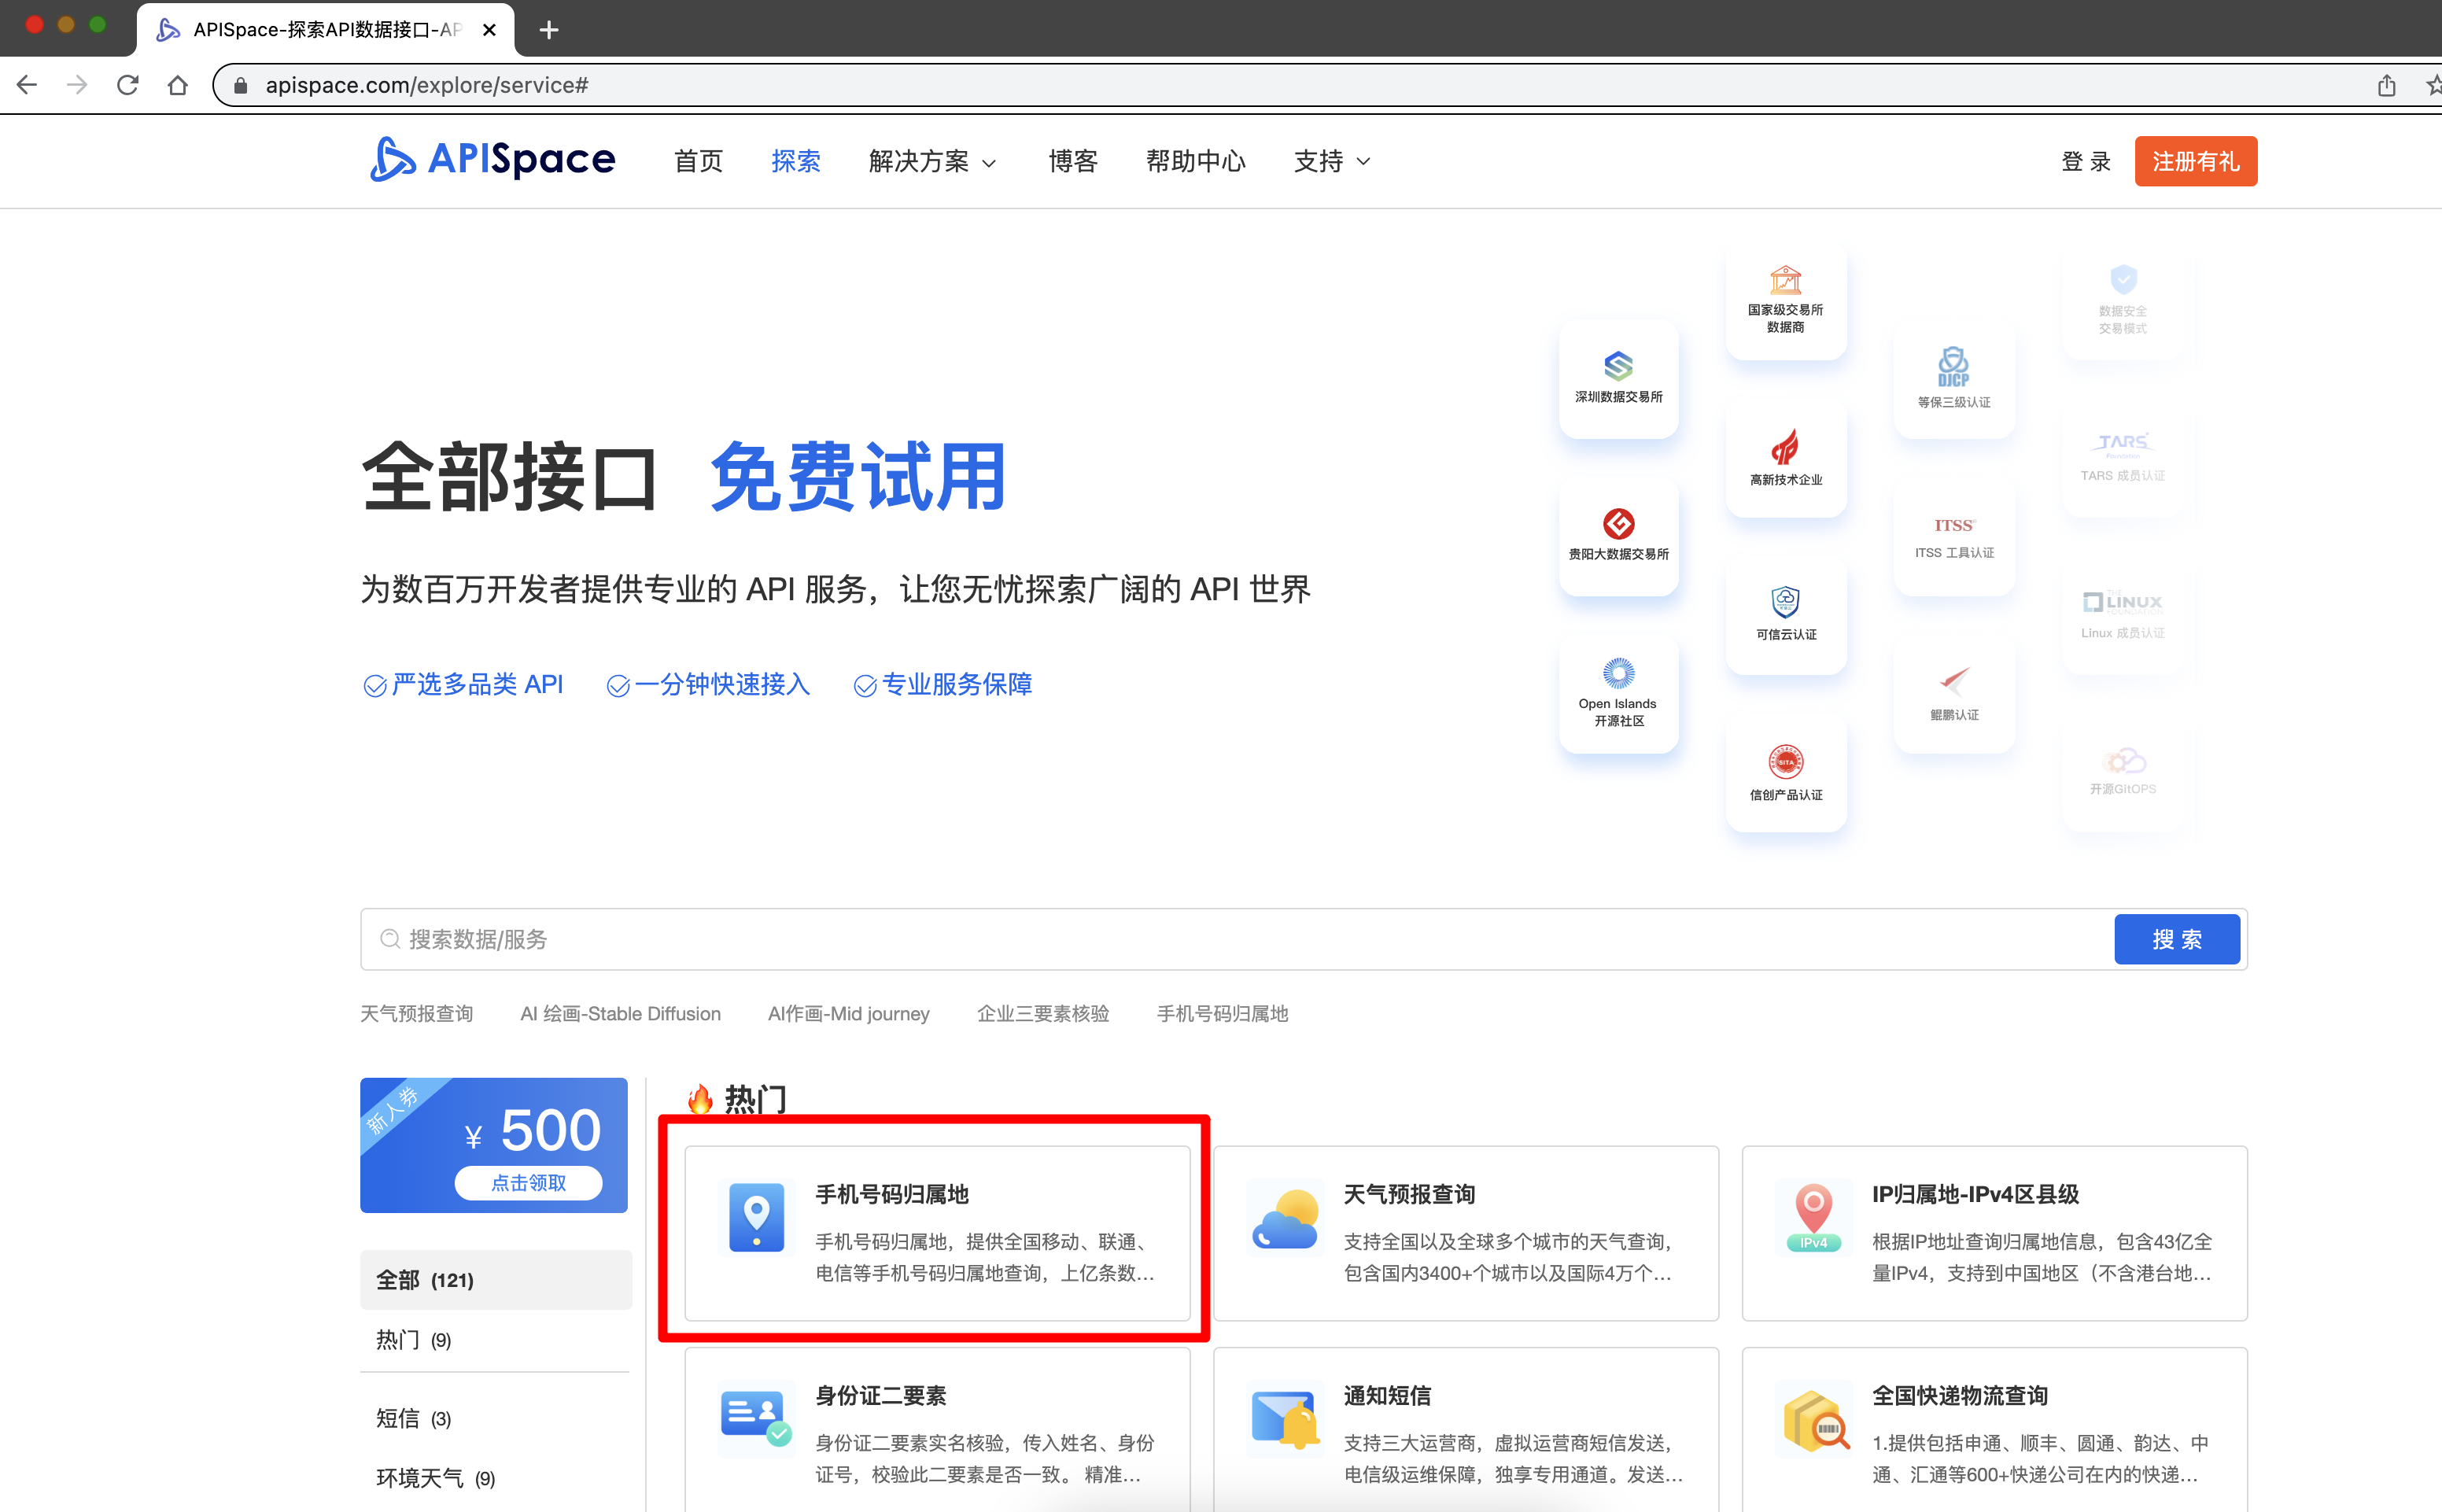 APISpace-探索API数据接口-AP
apispace.com/explore/service#
APISpace
首页
探索
解决方案
博客
帮助中心
支持
登 录
注册有礼
全部接口 免费试用
为数百万开发者提供专业的 API 服务，让您无忧探索广阔的 API 世界
严选多品类 API
一分钟快速接入
专业服务保障
深圳数据交易所
贵阳大数据交易所
Open Islands
开源社区
国家级交易所
数据商
高新技术企业
可信云认证
SITA
信创产品认证
DJCP
等保三级认证
ITSS
ITSS 工具认证
鲲鹏认证
数据安全
交易模式
TARS
Foundation
TARS 成员认证
THE
LINUX
FOUNDATION
Linux 成员认证
开源GitOPS
搜索数据/服务
搜 索
天气预报查询
AI 绘画-Stable Diffusion
AI作画-Mid journey
企业三要素核验
手机号码归属地
新人券
¥ 500
点击领取
全部 (121)
热门 (9)
短信 (3)
环境天气 (9)
热门
手机号码归属地
手机号码归属地，提供全国移动、联通、
电信等手机号码归属地查询，上亿条数...
天气预报查询
支持全国以及全球多个城市的天气查询，
包含国内3400+个城市以及国际4万个...
IPv4
IP归属地-IPv4区县级
根据IP地址查询归属地信息，包含43亿全
量IPv4，支持到中国地区（不含港台地...
身份证二要素
身份证二要素实名核验，传入姓名、身份
证号，校验此二要素是否一致。 精准...
通知短信
支持三大运营商，虚拟运营商短信发送，
电信级运维保障，独享专用通道。发送...
全国快递物流查询
1.提供包括申通、顺丰、圆通、韵达、中
通、汇通等600+快递公司在内的快递...